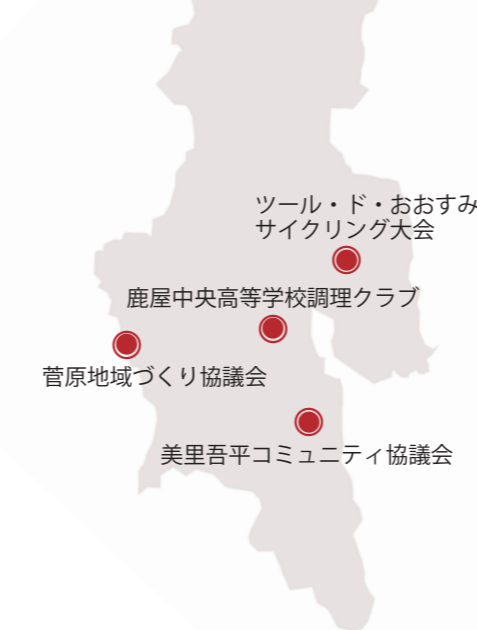 ツール・ド・おおすみ
サイクリング大会
鹿屋中央高等学校調理クラブ
菅原地域づくり協議会
美里吾平コミュニティ協議会